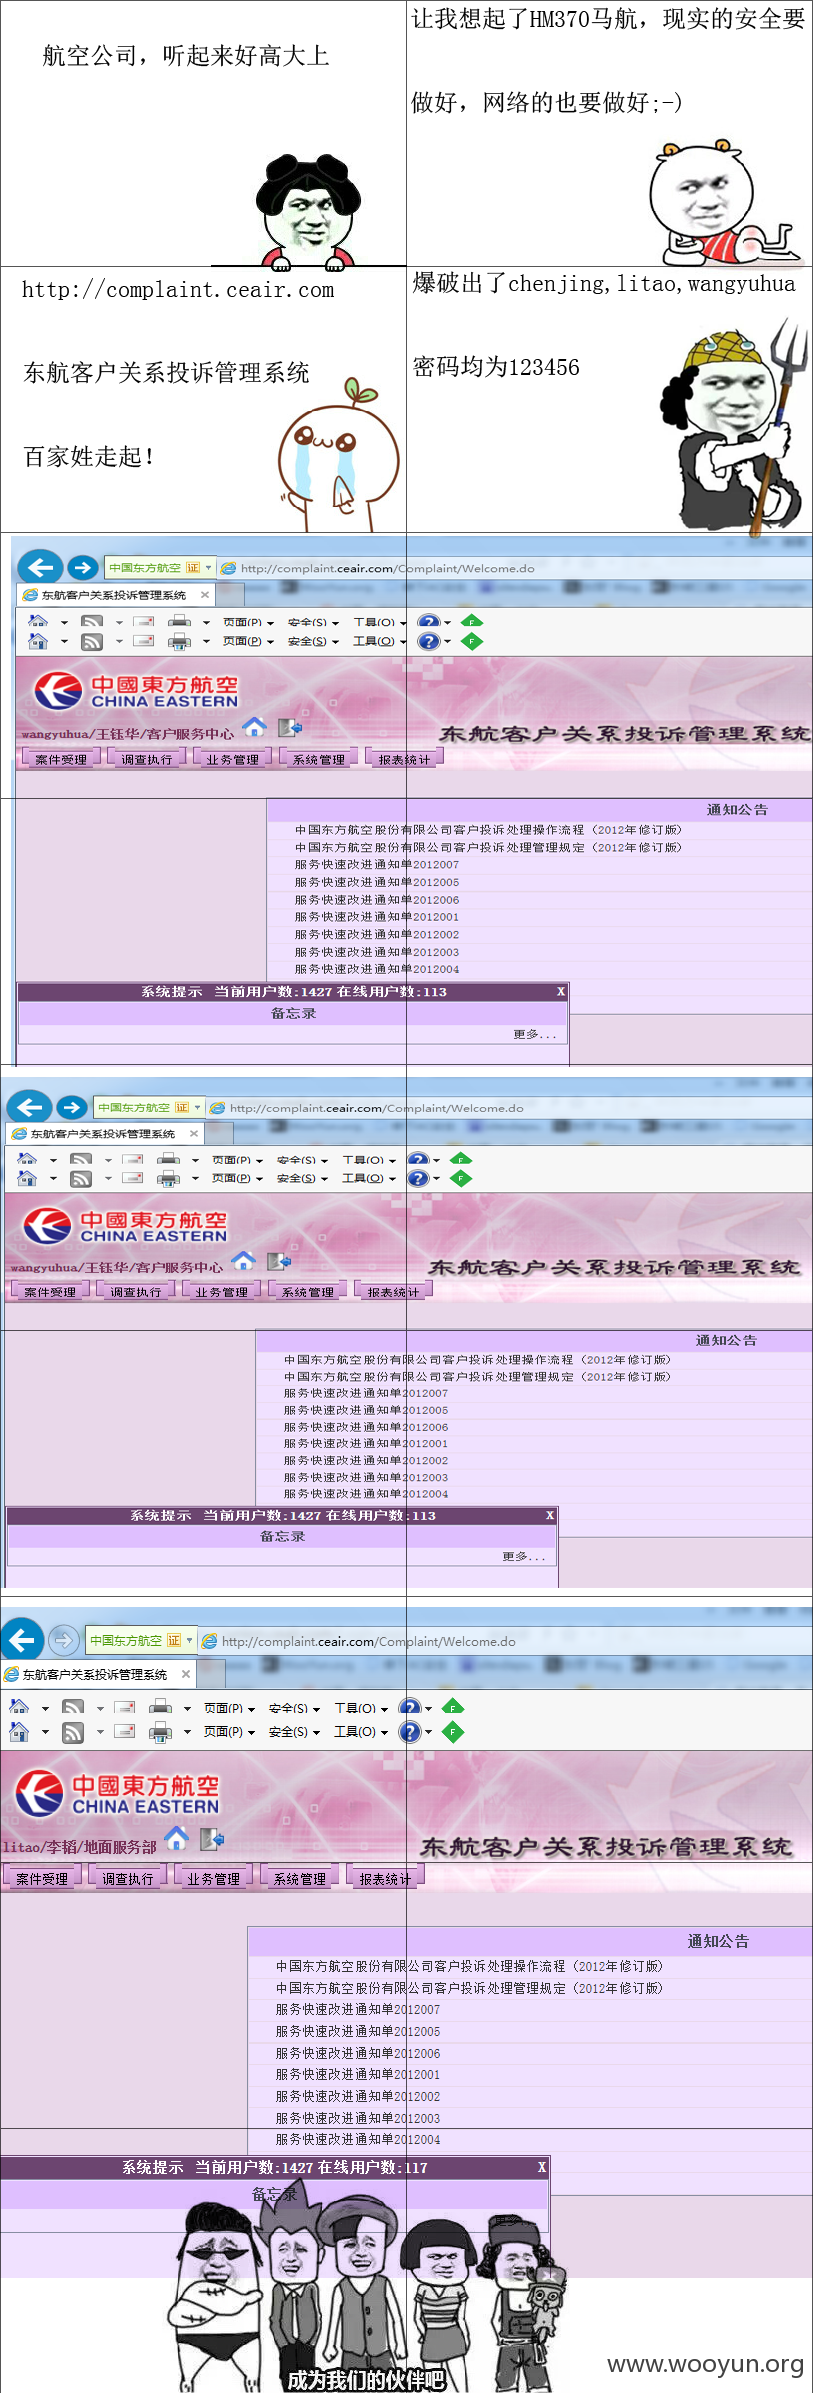 航空公司，听起来好高大上
让我想起了HM370马航，现实的安全要
做好，网络的也要做好;-)
http://complaint.ceair.com
东航客户关系投诉管理系统
百家姓走起！
爆破出了chenjing,litao,wangyuhua
密码均为123456
中国东方航空 证 http://complaint.ceair.com/Complaint/Welcome.do
东航客户关系投诉管理系统 ×
页面(P) 安全(S) 工具(O)
页面(P) 安全(S) 工具(O)
中國東方航空
CHINA EASTERN
wangyuhua/王钰华/客户服务中心
东航客户关系投诉管理系统
案件受理 调查执行 业务管理 系统管理 报表统计
通知公告
中国东方航空股份有限公司客户投诉处理操作流程（2012年修订版）
中国东方航空股份有限公司客户投诉处理管理规定（2012年修订版）
服务快速改进通知单2012007
服务快速改进通知单2012005
服务快速改进通知单2012006
服务快速改进通知单2012001
服务快速改进通知单2012002
服务快速改进通知单2012003
服务快速改进通知单2012004
系统提示 当前用户数:1427 在线用户数:113 X
备忘录
更多...
中国东方航空 证 http://complaint.ceair.com/Complaint/Welcome.do
东航客户关系投诉管理系统 ×
页面(P) 安全(S) 工具(O)
页面(P) 安全(S) 工具(O)
中國東方航空
CHINA EASTERN
wangyuhua/王钰华/客户服务中心
东航客户关系投诉管理系统
案件受理 调查执行 业务管理 系统管理 报表统计
通知公告
中国东方航空股份有限公司客户投诉处理操作流程（2012年修订版）
中国东方航空股份有限公司客户投诉处理管理规定（2012年修订版）
服务快速改进通知单2012007
服务快速改进通知单2012005
服务快速改进通知单2012006
服务快速改进通知单2012001
服务快速改进通知单2012002
服务快速改进通知单2012003
服务快速改进通知单2012004
系统提示 当前用户数:1427 在线用户数:113 X
备忘录
更多...
中国东方航空 证 http://complaint.ceair.com/Complaint/Welcome.do
东航客户关系投诉管理系统 ×
页面(P) 安全(S) 工具(O)
页面(P) 安全(S) 工具(O)
中國東方航空
CHINA EASTERN
litao/李韬/地面服务部
东航客户关系投诉管理系统
案件受理 调查执行 业务管理 系统管理 报表统计
通知公告
中国东方航空股份有限公司客户投诉处理操作流程（2012年修订版）
中国东方航空股份有限公司客户投诉处理管理规定（2012年修订版）
服务快速改进通知单2012007
服务快速改进通知单2012005
服务快速改进通知单2012006
服务快速改进通知单2012001
服务快速改进通知单2012002
服务快速改进通知单2012003
服务快速改进通知单2012004
系统提示 当前用户数:1427 在线用户数:117 X
备忘录
成为我们的伙伴吧
www.wooyun.org